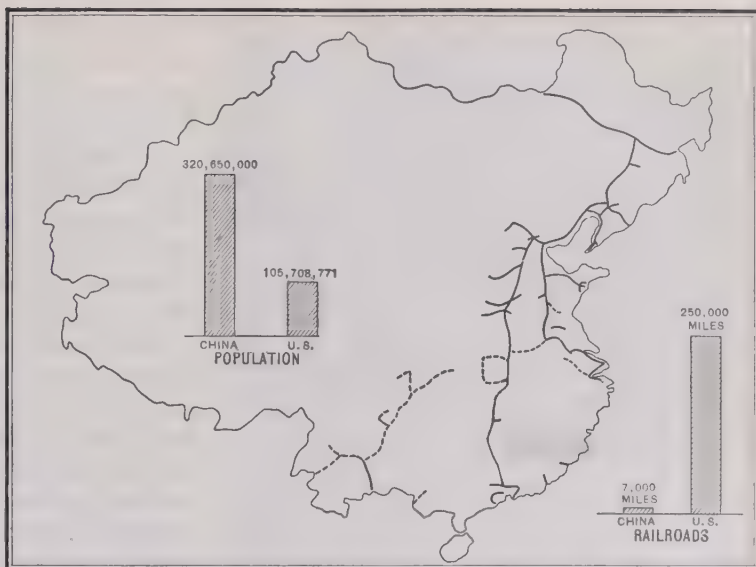 320,650,000
105,708,771
CHINA
U.S.
POPULATION
250,000
MILES
7,000
MILES
CHINA
U.S.
RAILROADS